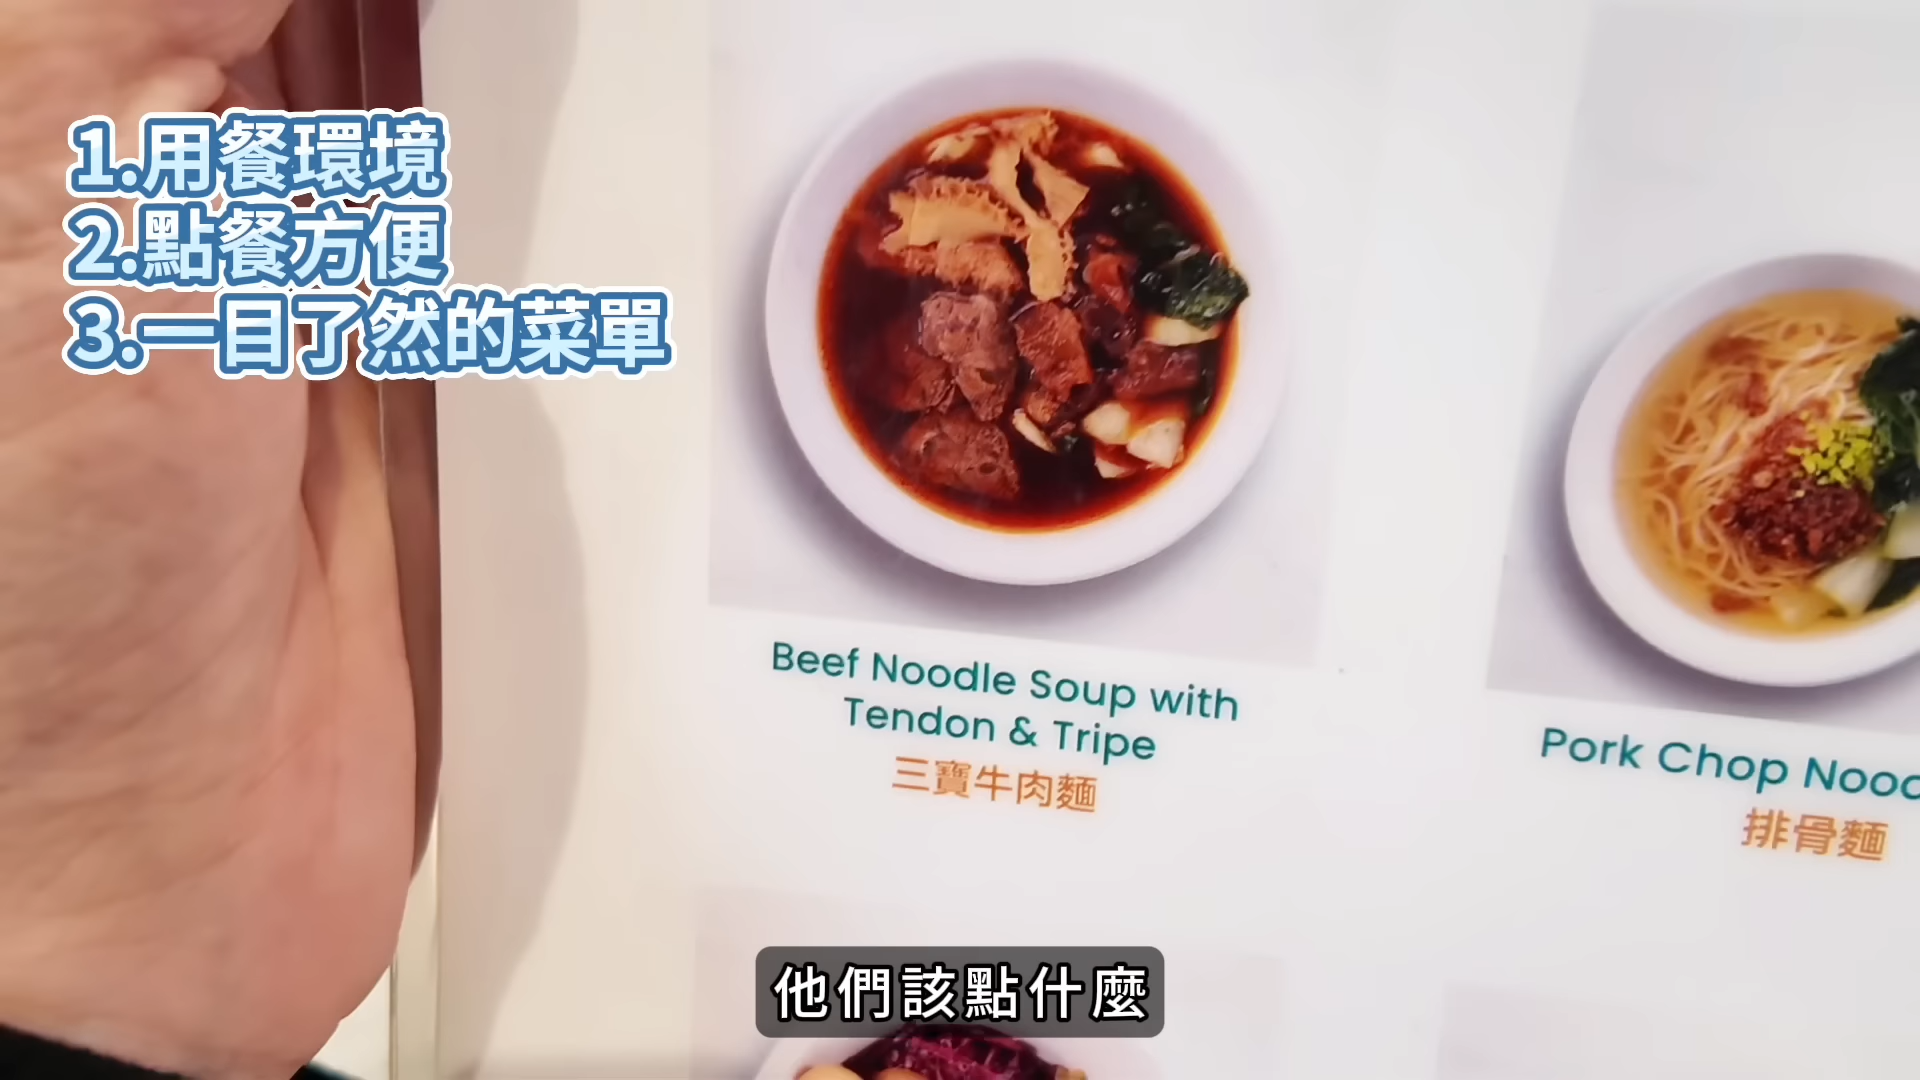 1.用餐環境
2.點餐方便
3.一目了然的菜單
Beef Noodle Soup with
Tendon & Tripe
三寶牛肉麵
Pork Chop
排骨麵
他們該點什麼